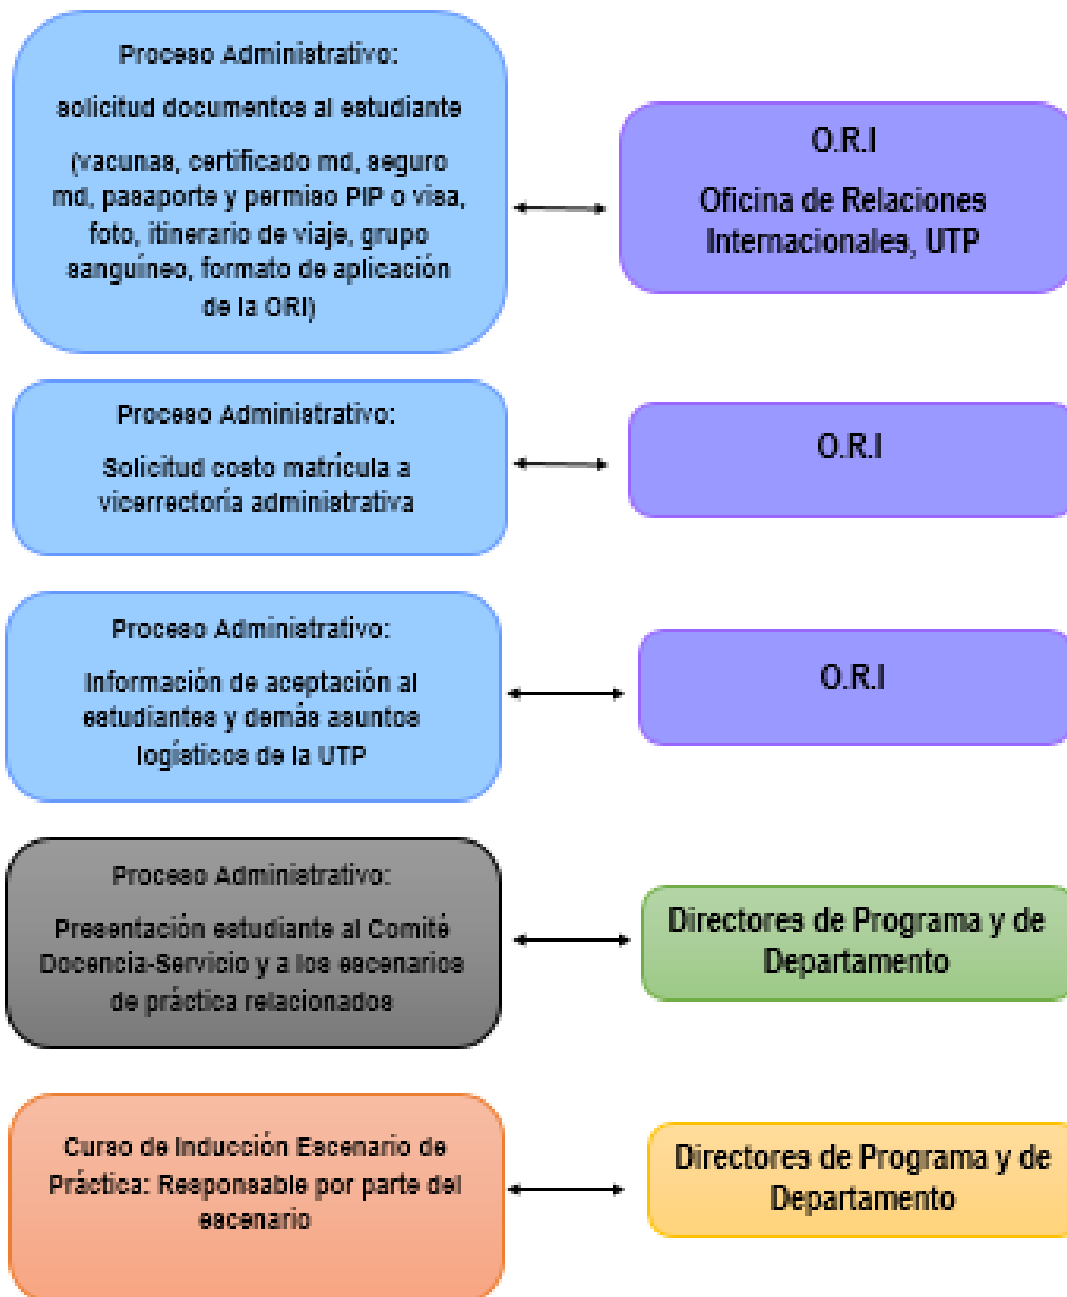 Proceso Administrativo:
solicitud documentos al estudiante
(vacunas, certificado md, seguro
md, pasaporte y permiso PIP o visa,
foto, itinerario de viaje, grupo
sanguíneo, formato de aplicación
de la ORI)
O.R.I
Oficina de Relaciones
Internacionales, UTP
Proceso Administrativo:
Solicitud costo matrícula a
vicerrectoría administrativa
O.R.I
Proceso Administrativo:
Información de aceptación al
estudiantes y demás asuntos
logísticos de la UTP
O.R.I
Proceso Administrativo:
Presentación estudiante al Comité
Docencia-Servicio y a los escenarios
de práctica relacionados
Directores de Programa y de
Departamento
Curso de Inducción Escenario de
Práctica: Responsable por parte del
escenario
Directores de Programa y de
Departamento